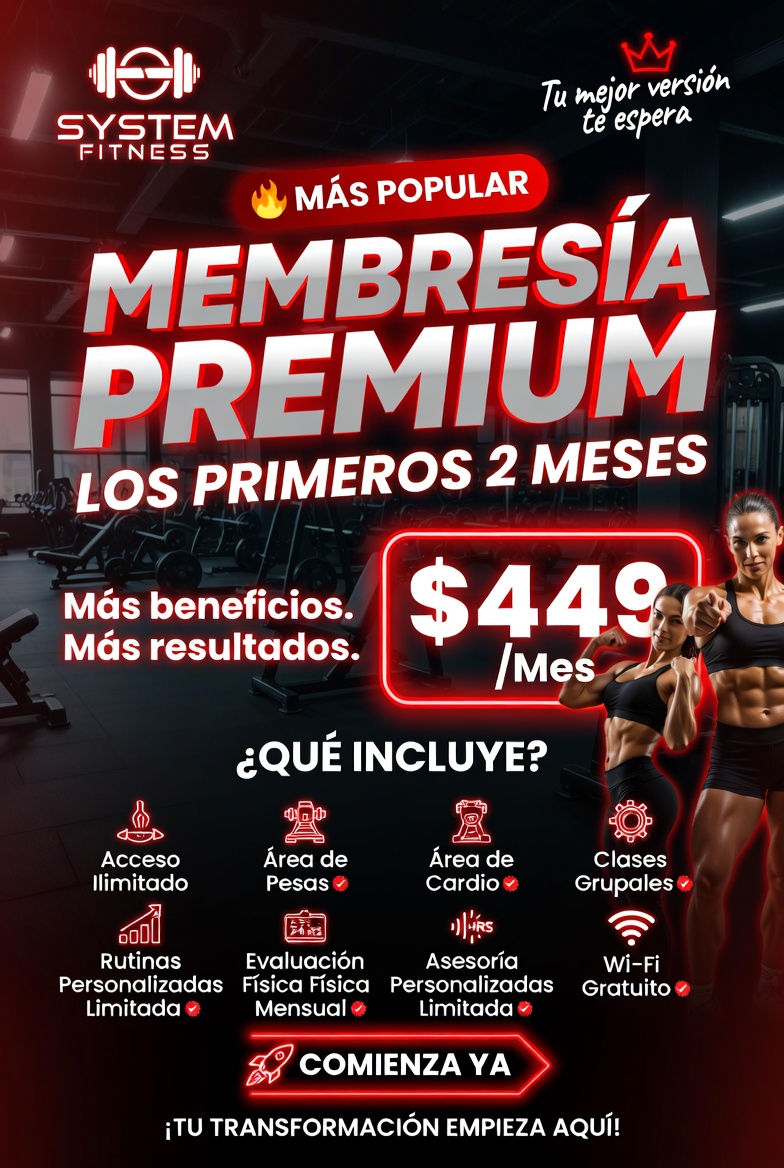 SYSTEM
FITNESS
Tu mejor versión
te espera
MÁS POPULAR
MEMBRESÍA
PREMIUM
LOS PRIMEROS 2 MESES
Más beneficios.
Más resultados.
$449
/Mes
¿QUÉ INCLUYE?
Acceso
Ilimitado
Área de
Pesas
Área de
Cardio
Clases
Grupales
Rutinas
Personalizadas
Limitada
Evaluación
Física Física
Mensual
HRS
Asesoría
Personalizadas
Limitada
Wi-Fi
Gratuito
COMIENZA YA
¡TU TRANSFORMACIÓN EMPIEZA AQUÍ!